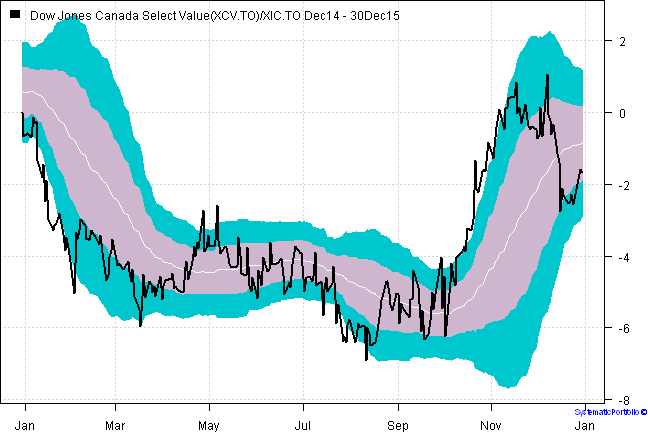 Dow Jones Canada Select Value(XCV.TO)/XIC.TO Dec14 - 30Dec15
2
0
-2
-4
-6
-8
SystematicPortfolio ©
Jan Mar May Jul Sep Nov Jan